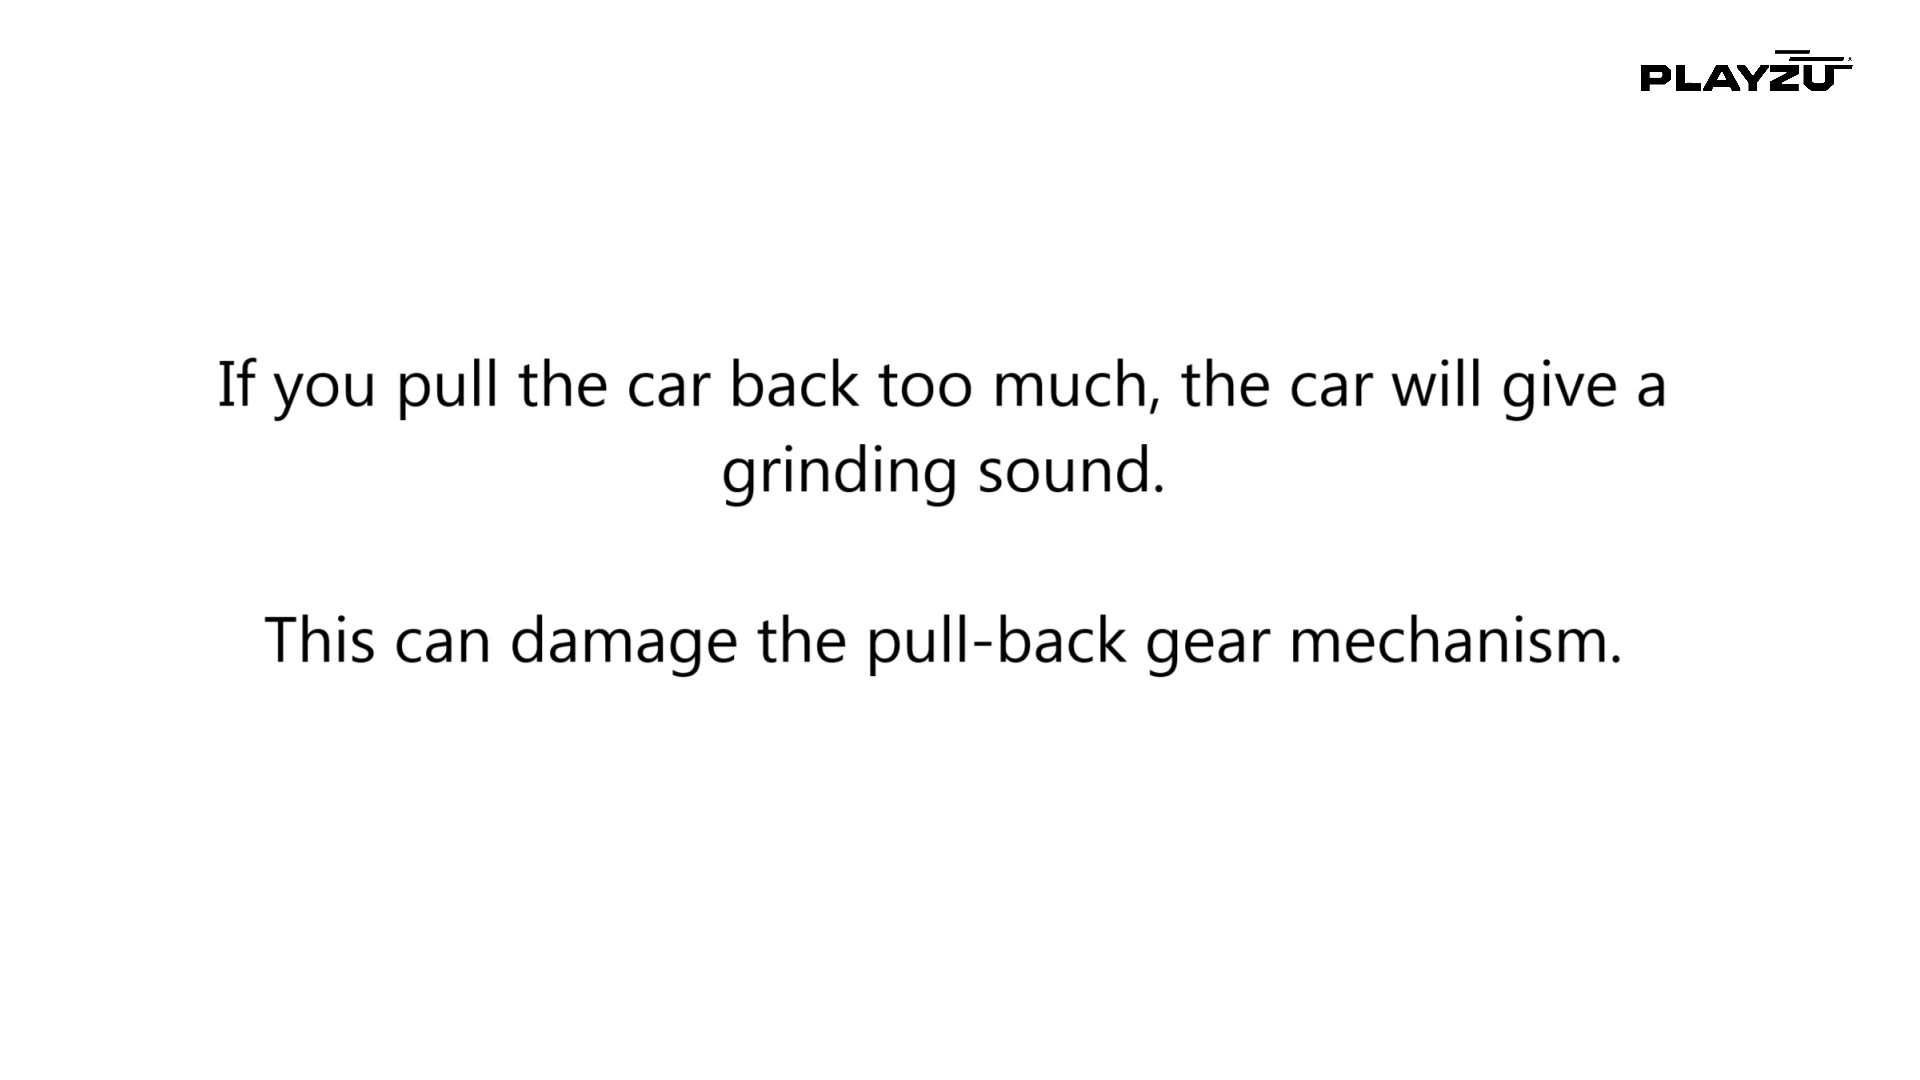 PLAYZU
If you pull the car back too much, the car will give a
grinding sound.
This can damage the pull-back gear mechanism.